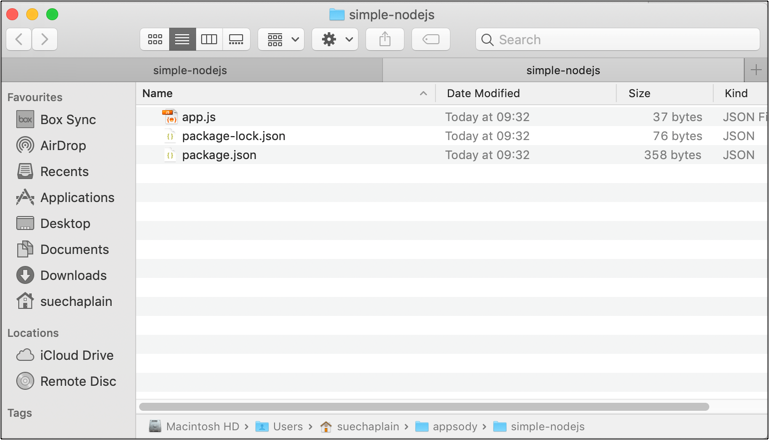 simple-nodejs
Search
simple-nodejs simple-nodejs
Favourites
Box Sync
AirDrop
Recents
Applications
Desktop
Documents
Downloads
suechaplain
Locations
iCloud Drive
Remote Disc
Tags
Name Date Modified Size Kind
app.js Today at 09:32 37 bytes JSON Fi
package-lock.json Today at 09:32 76 bytes JSON
package.json Today at 09:32 358 bytes JSON
Macintosh HD › Users › suechaplain › appsody › simple-nodejs